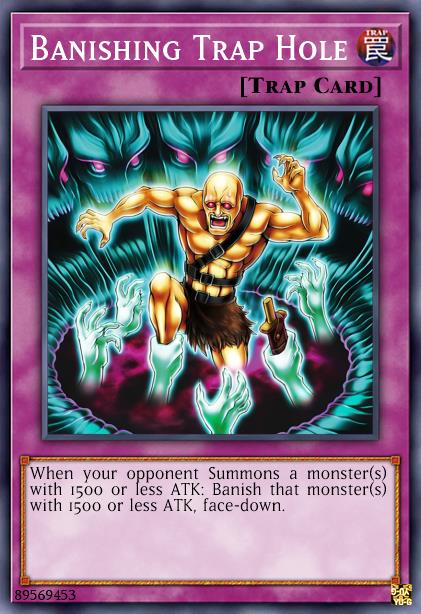 BANISHING TRAP HOLE
TRAP
罠
[TRAP CARD]
When your opponent Summons a monster(s)
with 1500 or less ATK: Banish that monster(s)
with 1500 or less ATK, face-down.
89569453